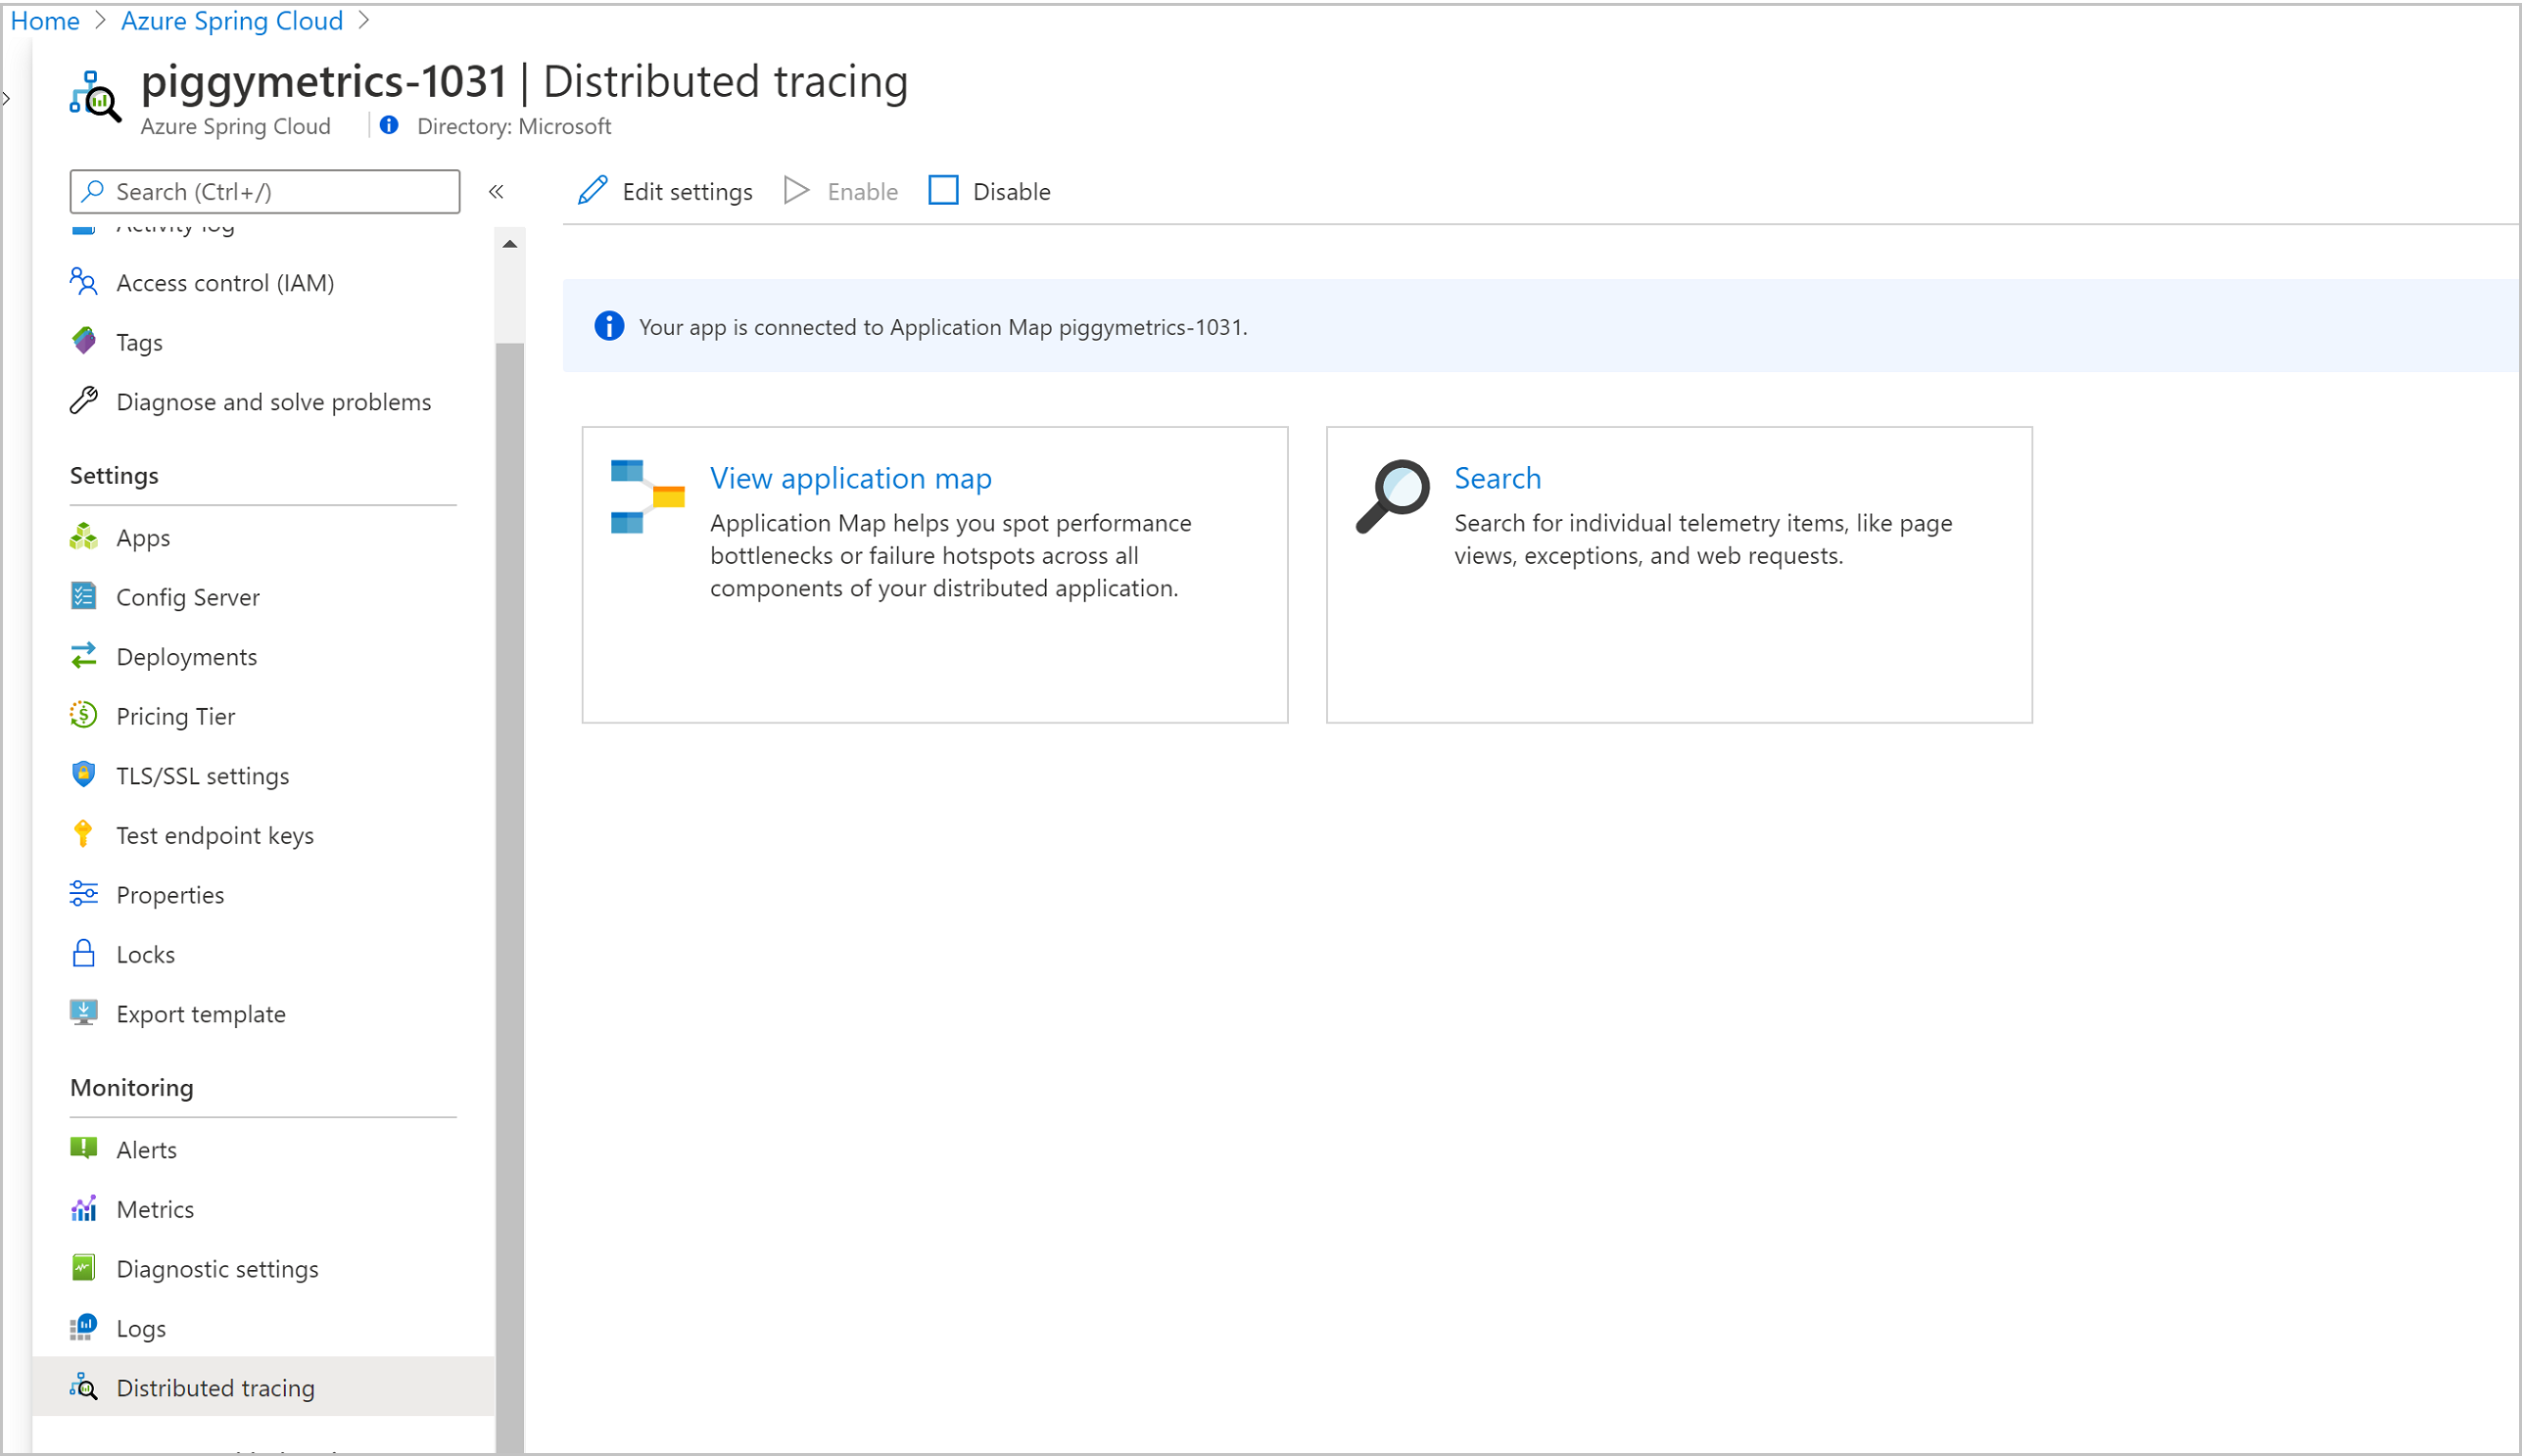 Home > Azure Spring Cloud >
piggymetrics-1031 | Distributed tracing
Azure Spring Cloud | Directory: Microsoft
Search (Ctrl+/)
«
Edit settings
Enable
Disable
Activity log
Access control (IAM)
Tags
Diagnose and solve problems
Settings
Apps
Config Server
Deployments
Pricing Tier
TLS/SSL settings
Test endpoint keys
Properties
Locks
Export template
Monitoring
Alerts
Metrics
Diagnostic settings
Logs
Distributed tracing
Your app is connected to Application Map piggymetrics-1031.
View application map
Application Map helps you spot performance
bottlenecks or failure hotspots across all
components of your distributed application.
Search
Search for individual telemetry items, like page
views, exceptions, and web requests.